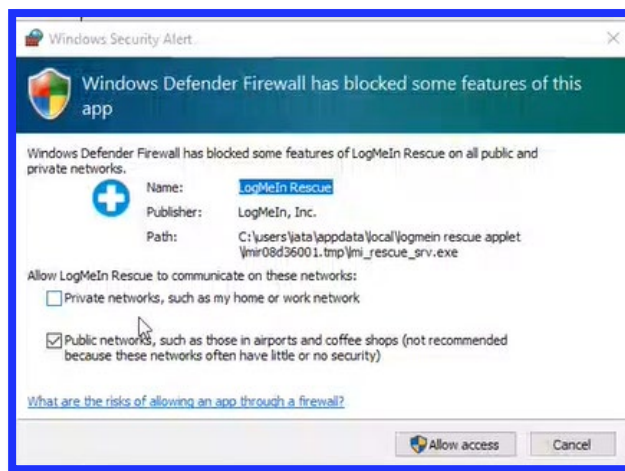 Windows Security Alert
Windows Defender Firewall has blocked some features of this
app
Windows Defender Firewall has blocked some features of LogMeIn Rescue on all public and
private networks.
Name: LogMeIn Rescue
Publisher: LogMeIn, Inc.
Path: C:\users\iata\appdata\local\logmein rescue applet
\lmir08d36001.tmp\lmi_rescue_srv.exe
Allow LogMeIn Rescue to communicate on these networks:
Private networks, such as my home or work network
Public networks, such as those in airports and coffee shops (not recommended
because these networks often have little or no security)
What are the risks of allowing an app through a firewall?
Allow access Cancel